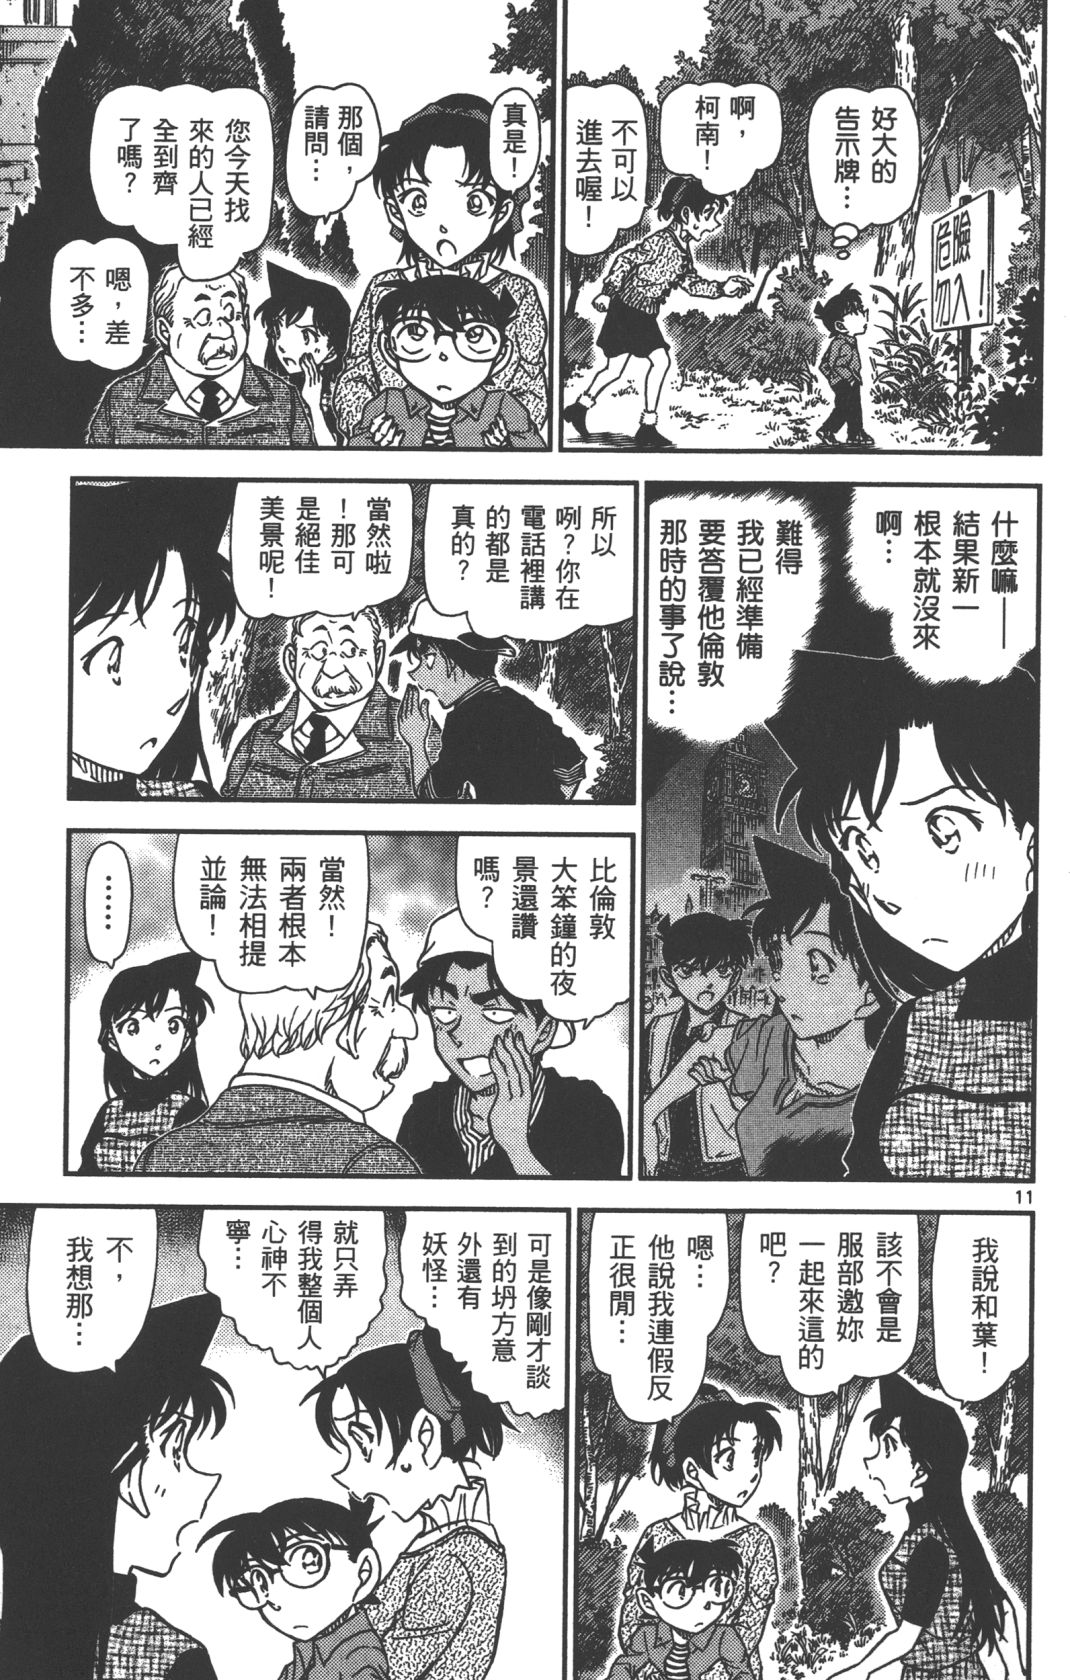 好大的
告示牌…
危險
勿入！
啊，
柯南！
不可以
進去喔！
真是！
那個，
請問…
您今天找
來的人已經
全到齊
了嗎？
嗯，差
不多…
什麼嘛——
結果新一
根本就沒來
啊…
難得
我已經準備
要答覆他倫敦
那時的事了說…
所以
咧？你在
電話裡講
的都是
真的？
當然啦
！那可
是絕佳
美景呢！
比倫敦
大笨鐘的夜
景還讚
嗎？
當然！
兩者根本
無法相提
並論！
……
11
我說和葉！
該不會是
服部邀妳
一起來這的
吧？
嗯…
他說我連假反
正很閒…
可是像剛才談
到的坍方意
外還有
妖怪…
就只弄
得我整個人
心神不
寧…
不，
我想那…